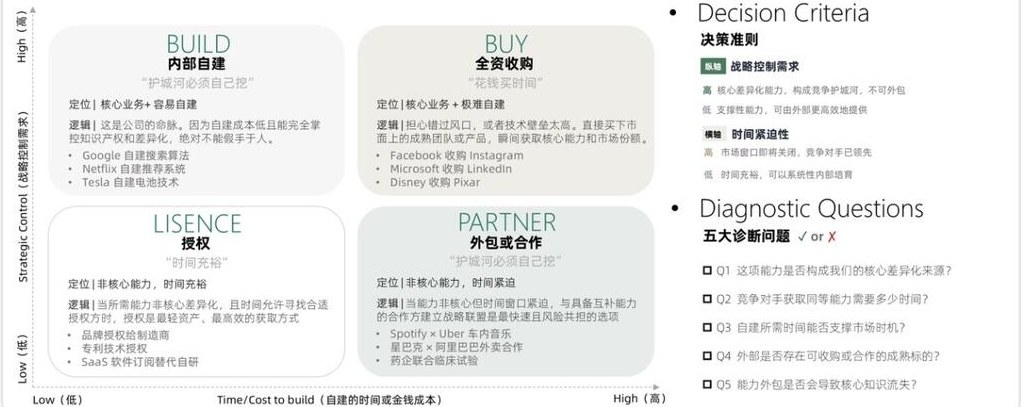 High（高）
Strategic Control（战略控制需求）
Low（低）
BUILD
内部自建
“护城河必须自己挖”
定位| 核心业务+ 容易自建
逻辑| 这是公司的命脉。因为自建成本低且能完全掌
控知识产权和差异化，绝对不能假手于人。
• Google 自建搜索算法
• Netflix 自建推荐系统
• Tesla 自建电池技术
BUY
全资收购
“花钱买时间”
定位|核心业务 + 极难自建
逻辑|担心错过风口，或者技术壁垒太高。直接买下市
面上的成熟团队或产品，瞬间获取核心能力和市场份额。
• Facebook 收购 Instagram
• Microsoft 收购 LinkedIn
• Disney 收购 Pixar
LISENCE
授权
“时间充裕”
定位|非核心能力，时间充裕
逻辑|当所需能力非核心差异化，且时间允许寻找合适
授权方时，授权是最轻资产、最高效的获取方式
• 品牌授权给制造商
• 专利技术授权
• SaaS 软件订阅替代自研
PARTNER
外包或合作
“护城河必须自己挖”
定位|非核心能力，时间紧迫
逻辑|当能力非核心但时间窗口紧迫，与具备互补能力
的合作方建立战略联盟是最快速且风险共担的选项
• Spotify × Uber 车内音乐
• 星巴克 × 阿里巴巴外卖合作
• 药企联合临床试验
Low（低）
Time/Cost to build（自建的时间或金钱成本）
High（高）
• Decision Criteria
决策准则
纵轴 战略控制需求
高 核心差异化能力，构成竞争护城河，不可外包
低 支撑性能力，可由外部更高效地提供
横轴 时间紧迫性
高 市场窗口即将关闭，竞争对手已领先
低 时间充裕，可以系统性内部培育
• Diagnostic Questions
五大诊断问题 ✓ or ✗
Q1 这项能力是否构成我们的核心差异化来源？
Q2 竞争对手获取同等能力需要多少时间？
Q3 自建所需时间能否支撑市场时机？
Q4 外部是否存在可收购或合作的成熟标的？
Q5 能力外包是否会导致核心知识流失？